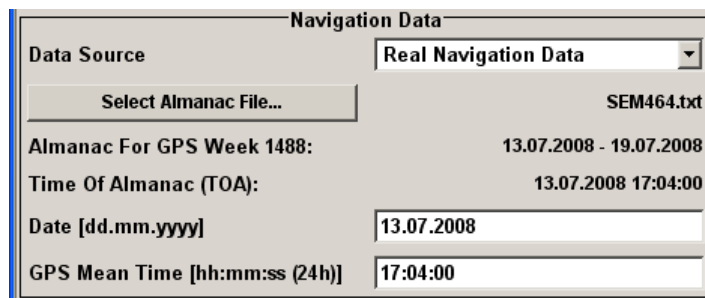 Navigation Data
Data Source Real Navigation Data
Select Almanac File... SEM464.txt
Almanac For GPS Week 1488: 13.07.2008 - 19.07.2008
Time Of Almanac (TOA): 13.07.2008 17:04:00
Date [dd.mm.yyyy] 13.07.2008
GPS Mean Time [hh:mm:ss (24h)] 17:04:00